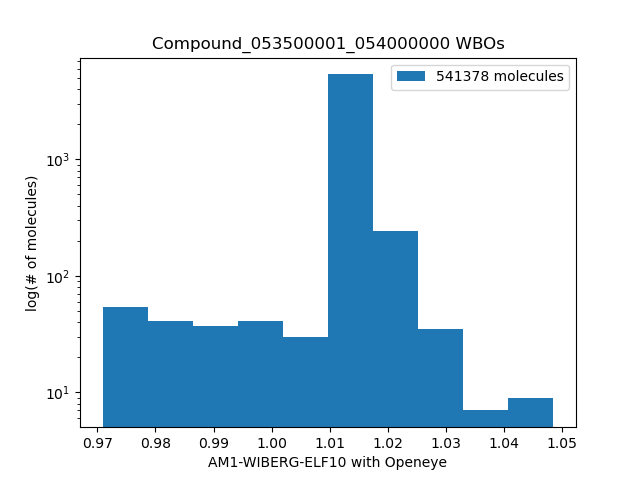 Compound_053500001_054000000 WBOs
541378 molecules
log(# of molecules)
10³
10²
10¹
0.97 0.98 0.99 1.00 1.01 1.02 1.03 1.04 1.05
AM1-WIBERG-ELF10 with Openeye